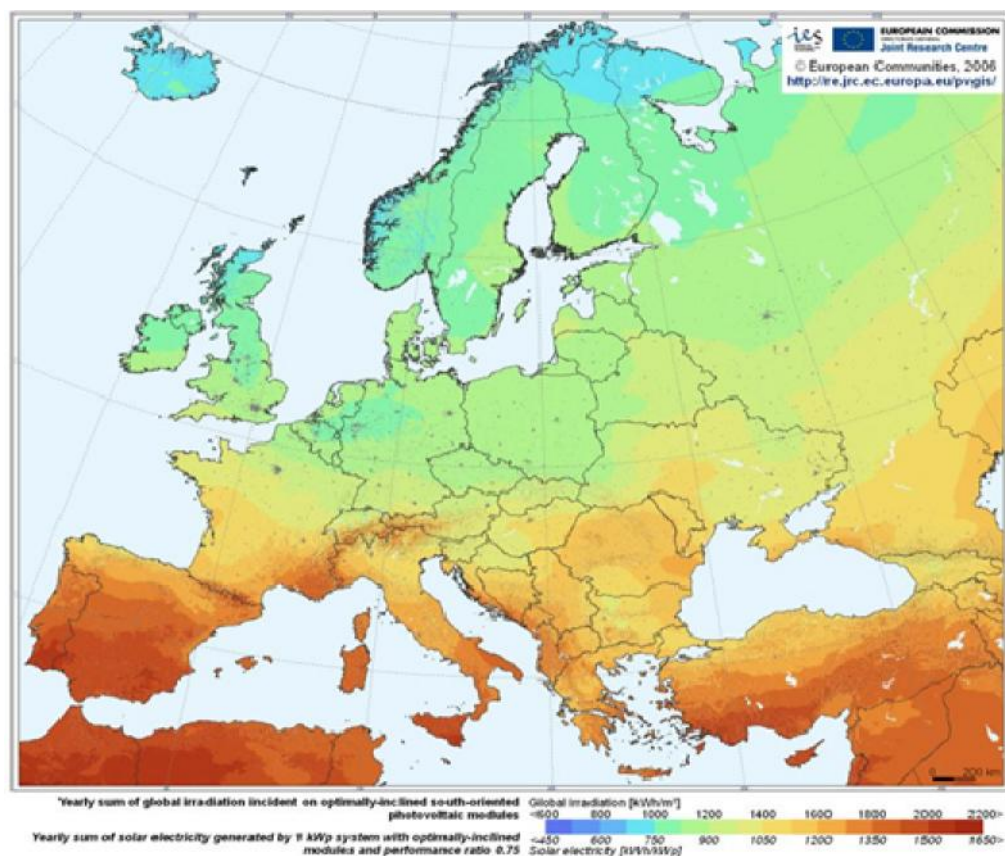 ies
EUROPEAN COMMISSION
Joint Research Centre
© European Communities, 2006
http://re.jrc.ec.europa.eu/pvgis/
0 200 km
Yearly sum of global irradiation incident on optimally-inclined south-oriented
photovoltaic modules
Global irradiation [kWh/m²]
<600 800 1000 1200 1400 1600 1800 2000 2200>
Yearly sum of solar electricity generated by 1 kWp system with optimally-inclined
modules and performance ratio 0.75
<450 600 750 900 1050 1200 1350 1500 1650>
Solar electricity [kWh/kWp]